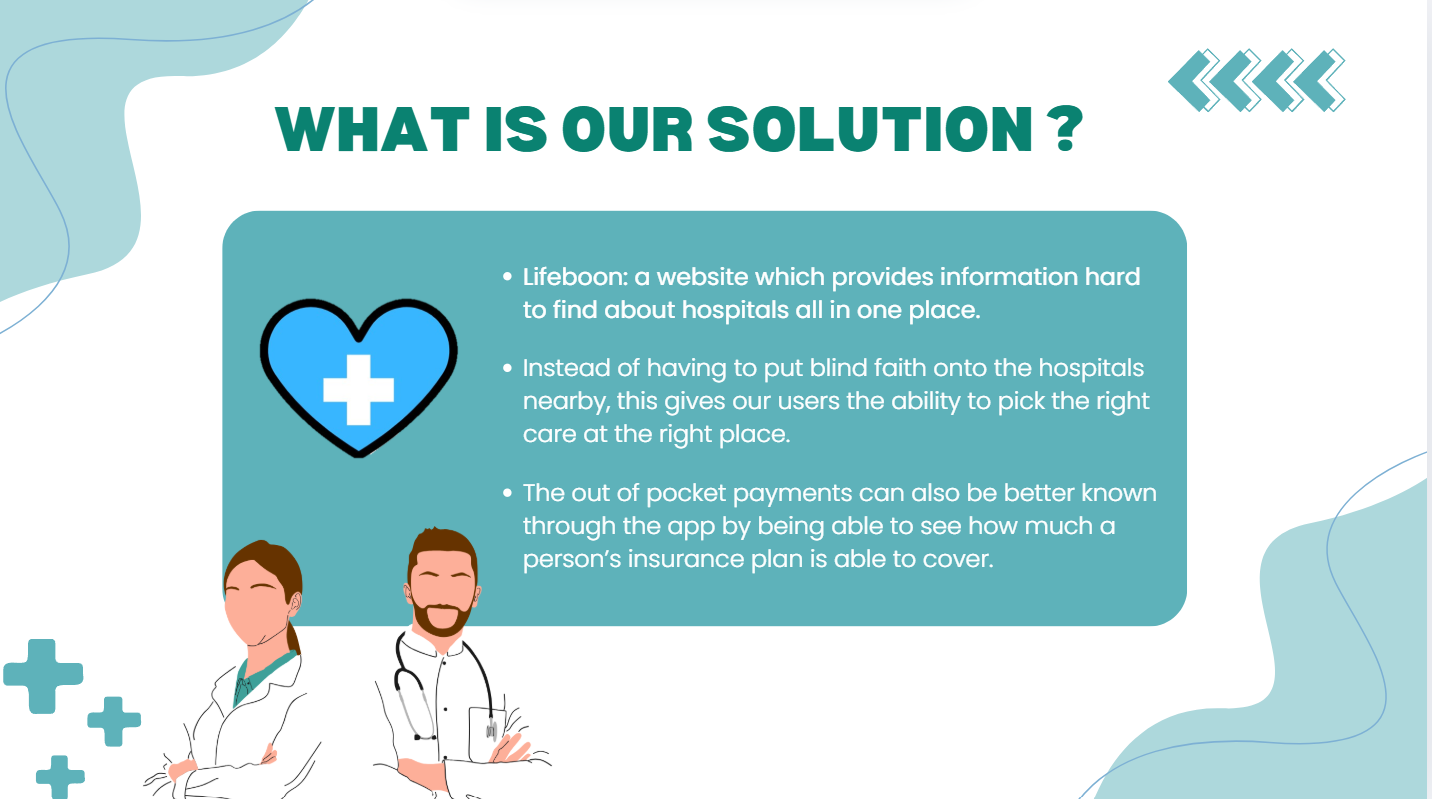 WHAT IS OUR SOLUTION ?
• Lifeboon: a website which provides information hard
to find about hospitals all in one place.
• Instead of having to put blind faith onto the hospitals
nearby, this gives our users the ability to pick the right
care at the right place.
• The out of pocket payments can also be better known
through the app by being able to see how much a
person’s insurance plan is able to cover.